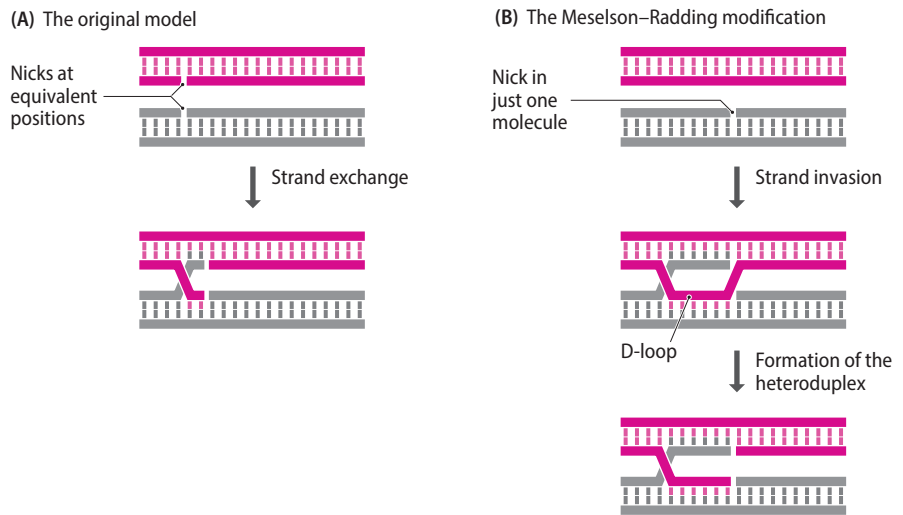 (A) The original model
Nicks at
equivalent
positions
Strand exchange
(B) The Meselson–Radding modification
Nick in
just one
molecule
Strand invasion
D-loop
Formation of the
heteroduplex